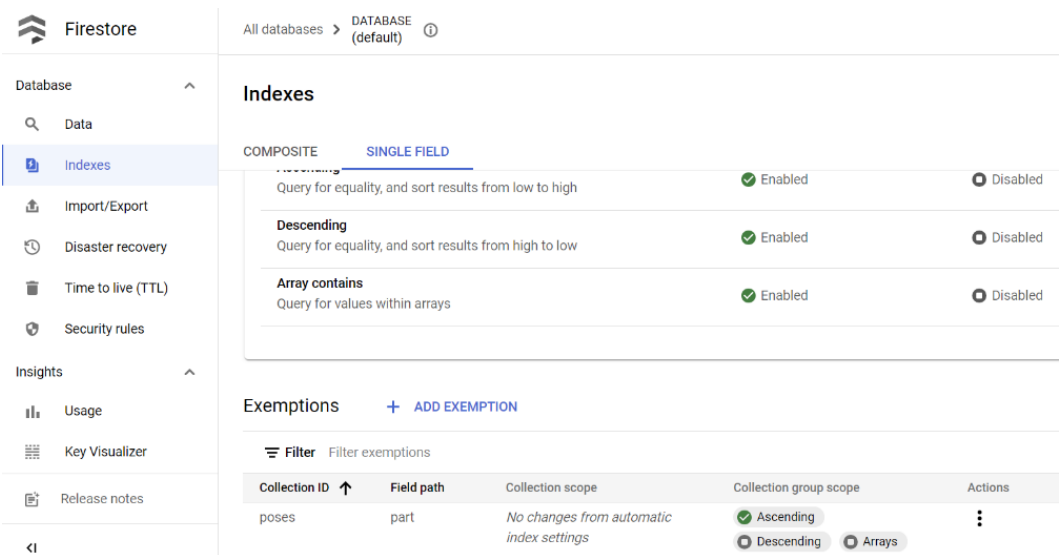 Firestore
All databases > DATABASE
(default)
Database
Data
Indexes
Import/Export
Disaster recovery
Time to live (TTL)
Security rules
Insights
Usage
Key Visualizer
Release notes
Indexes
COMPOSITE SINGLE FIELD
Ascending
Query for equality, and sort results from low to high
Enabled Disabled
Descending
Query for equality, and sort results from high to low
Enabled Disabled
Array contains
Query for values within arrays
Enabled Disabled
Exemptions + ADD EXEMPTION
Filter Filter exemptions
Collection ID Field path Collection scope Collection group scope Actions
poses part No changes from automatic Ascending
index settings Descending Arrays